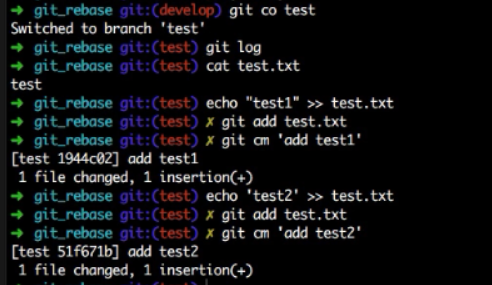 ➜ git_rebase git:(develop) git co test
Switched to branch 'test'
➜ git_rebase git:(test) git log
➜ git_rebase git:(test) cat test.txt
test
➜ git_rebase git:(test) echo "test1" >> test.txt
➜ git_rebase git:(test) ✗ git add test.txt
➜ git_rebase git:(test) ✗ git cm 'add test1'
[test 1944c02] add test1
 1 file changed, 1 insertion(+)
➜ git_rebase git:(test) echo 'test2' >> test.txt
➜ git_rebase git:(test) ✗ git add test.txt
➜ git_rebase git:(test) ✗ git cm 'add test2'
[test 51f671b] add test2
 1 file changed, 1 insertion(+)